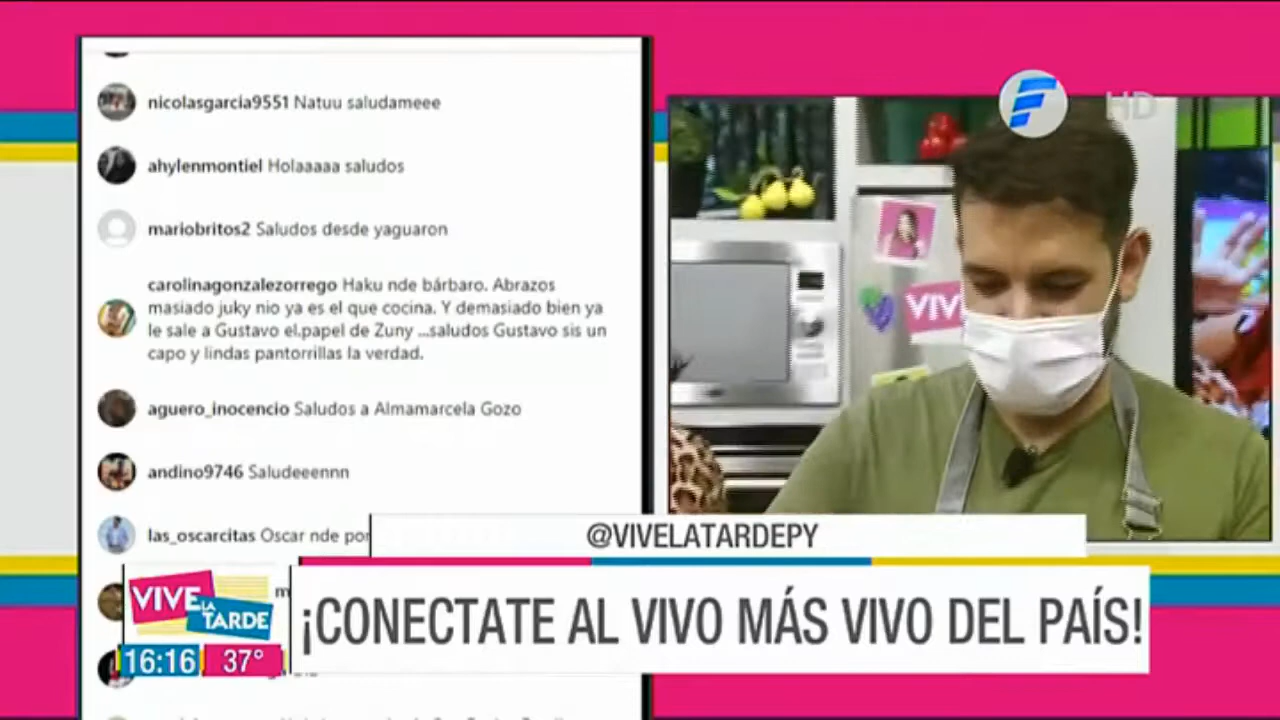 nicolasgarcia9551 Natuu saludameee
ahylenmontiel Holaaaaa saludos
mariobritos2 Saludos desde yaguaron
carolinagonzalezorrego Haku nde bárbaro. Abrazos
masiado juky nio ya es el que cocina. Y demasiado bien ya
le sale a Gustavo el.papel de Zuny ...saludos Gustavo sis un
capo y lindas pantorrillas la verdad.
aguero_inocencio Saludos a Almamarcela Gozo
andino9746 Saludeeennn
las_oscarcitas Oscar nde por
HD
VIVE
@VIVELATARDEPY
VIVE
LA
TARDE
¡CONECTATE AL VIVO MÁS VIVO DEL PAÍS!
16:16 37°